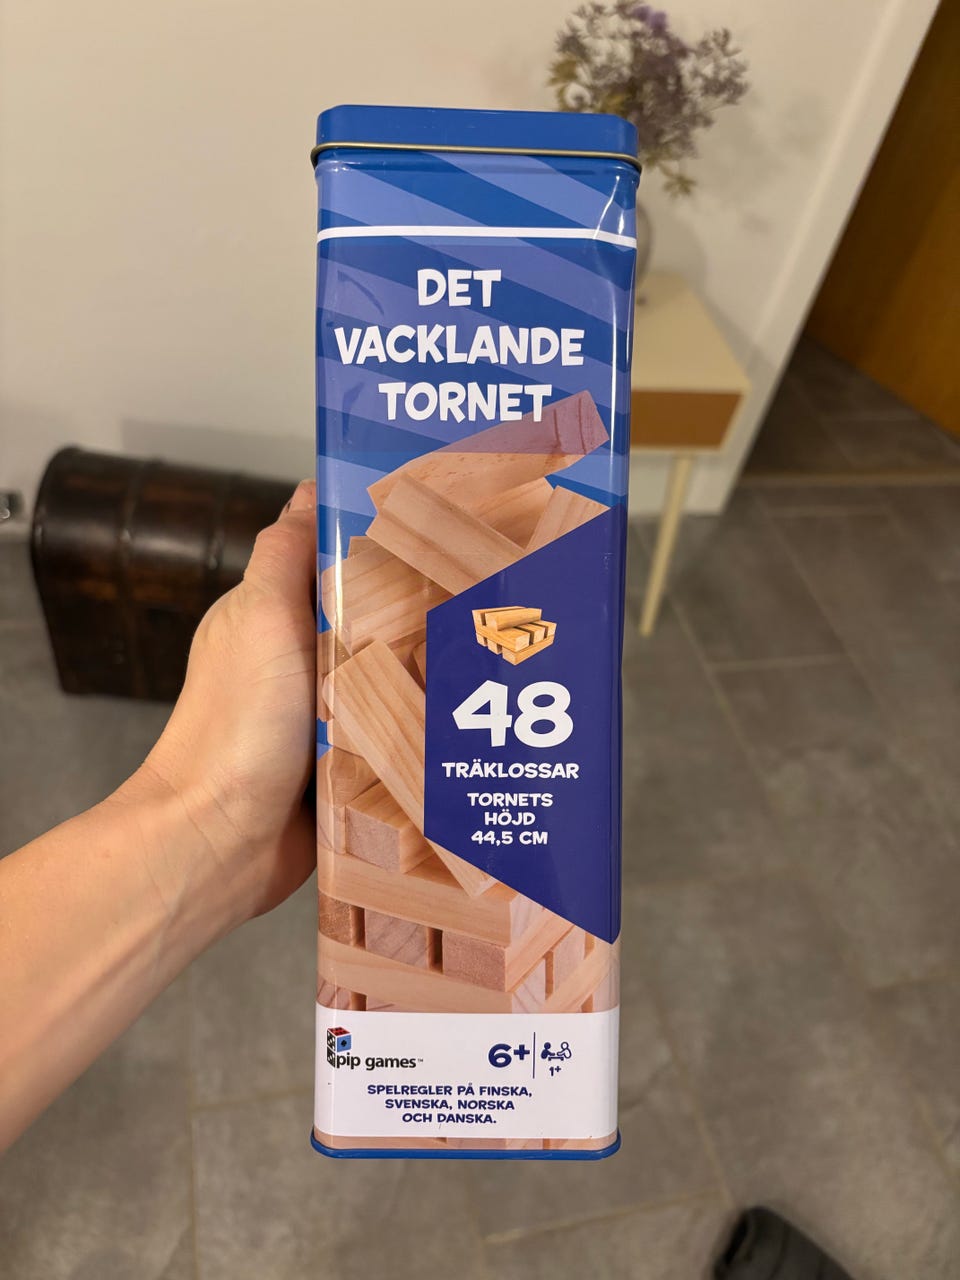 DET
VACKLANDE
TORNET
48
TRÄKLOSSAR
TORNETS
HÖJD
44,5 CM
pip games™
6+
1+
SPELREGLER PÅ FINSKA,
SVENSKA, NORSKA
OCH DANSKA.